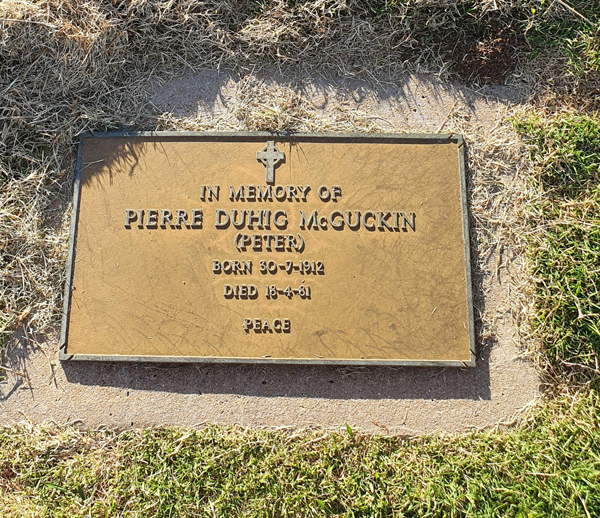 IN MEMORY OF
PIERRE DUHIG McGUCKIN
(PETER)
BORN 30-7-1912
DIED 18-4-81
PEACE